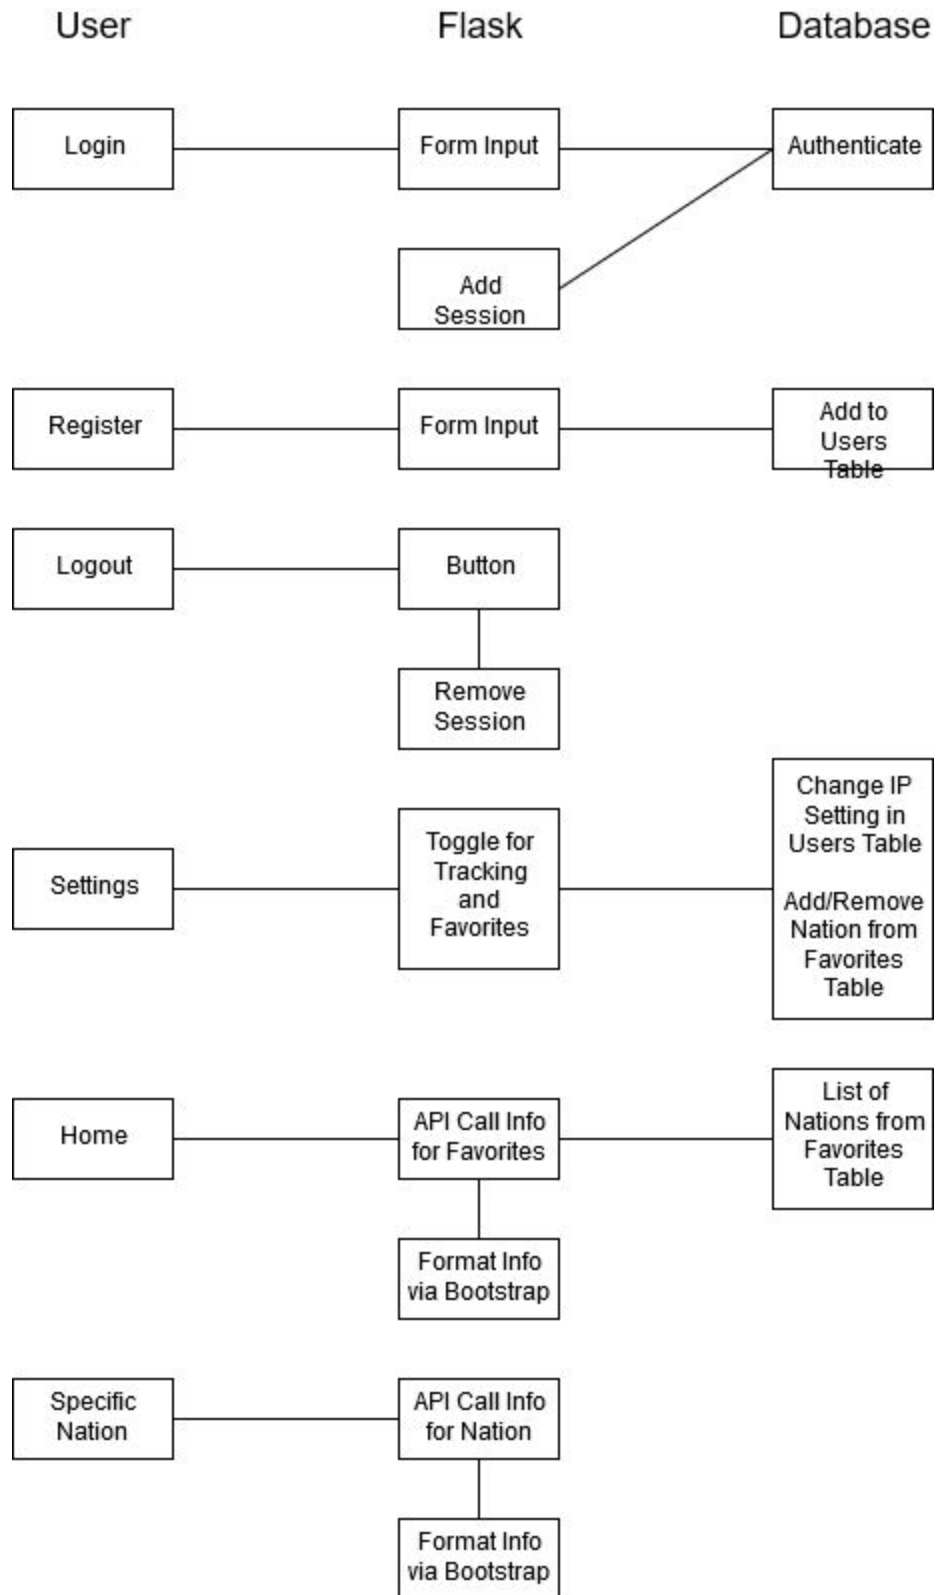 User
Flask
Database
Login
Form Input
Authenticate
Add
Session
Register
Form Input
Add to
Users
Table
Logout
Button
Remove
Session
Settings
Toggle for
Tracking
and
Favorites
Change IP
Setting in
Users Table
Add/Remove
Nation from
Favorites
Table
Home
API Call Info
for Favorites
List of
Nations from
Favorites
Table
Format Info
via Bootstrap
Specific
Nation
API Call Info
for Nation
Format Info
via Bootstrap